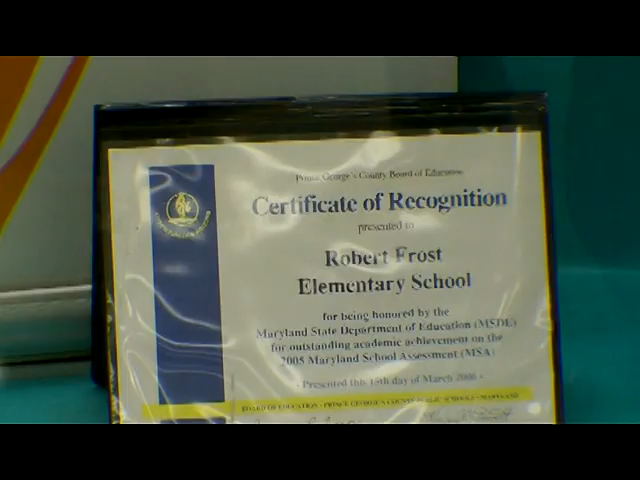 Prince George's County Board of Education
Certificate of Recognition
presented to
Robert Frost
Elementary School
for being honored by the
Maryland State Department of Education (MSDE)
for outstanding academic achievement on the
2005 Maryland School Assessment (MSA)
- Presented this 15th day of March 2006 -
BOARD OF EDUCATION • PRINCE GEORGE'S COUNTY PUBLIC SCHOOLS • MARYLAND